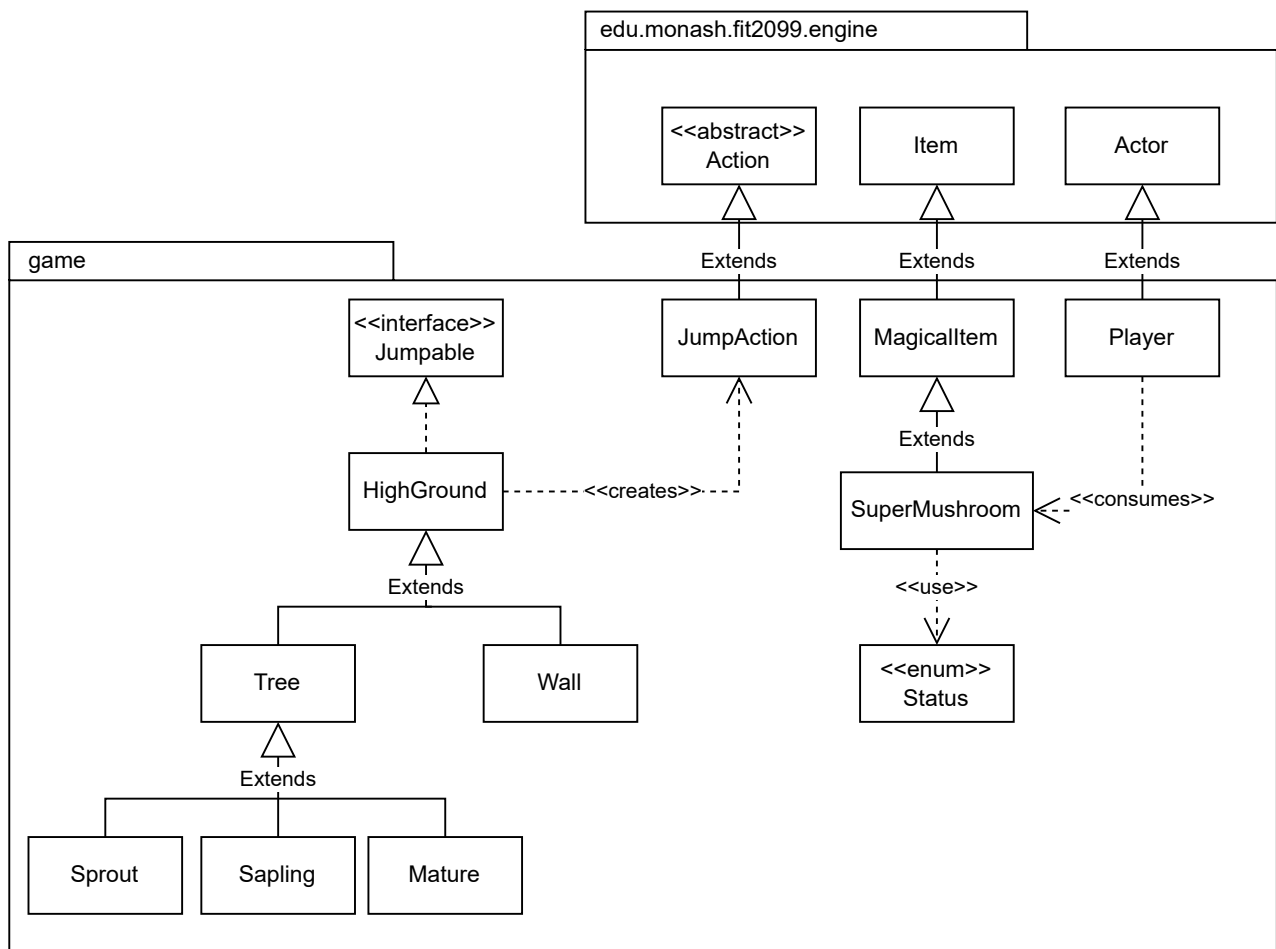 edu.monash.fit2099.engine
<<abstract>>
Action
Item
Actor
Extends
Extends
Extends
game
<<interface>>
Jumpable
JumpAction
MagicalItem
Player
Extends
HighGround
<<creates>>
SuperMushroom
<<consumes>>
Extends
<<use>>
Tree
Wall
<<enum>>
Status
Extends
Sprout
Sapling
Mature